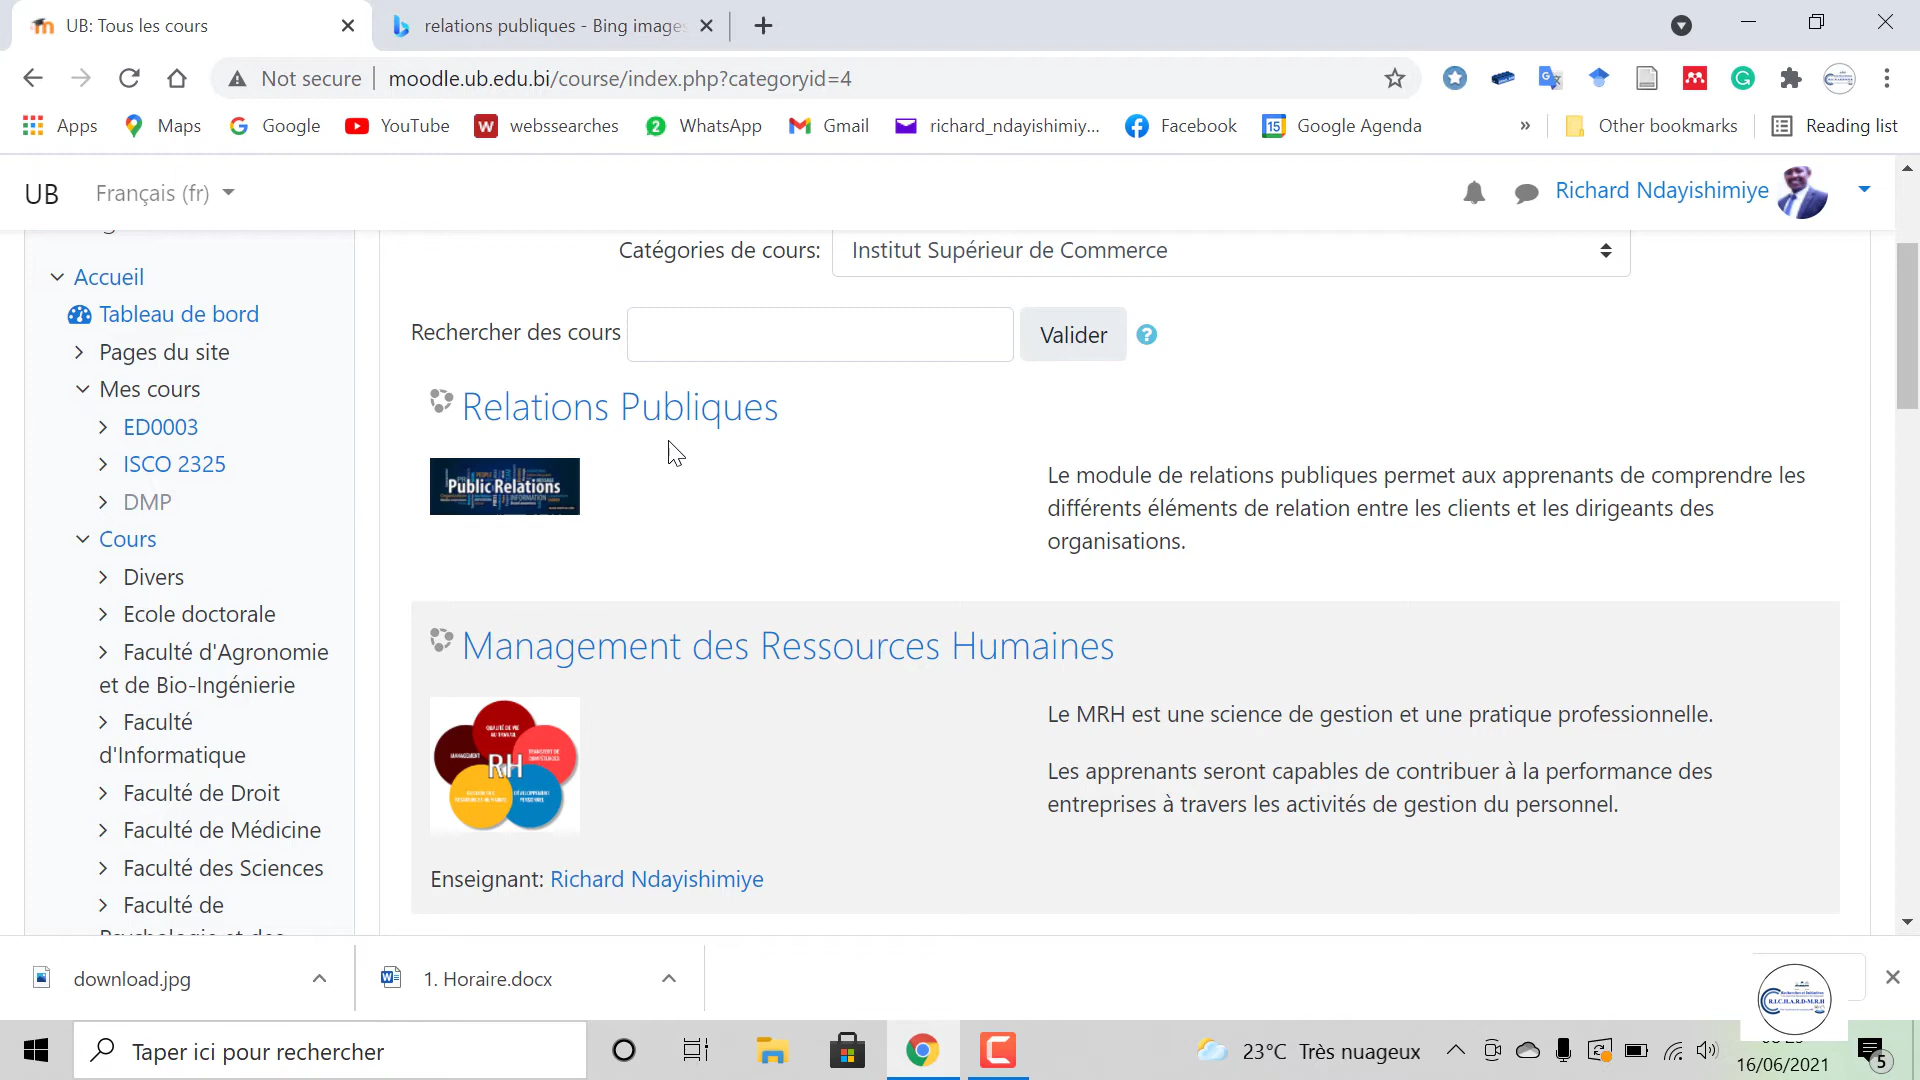 UB: Tous les cours
relations publiques - Bing images
Not secure
moodle.ub.edu.bi/course/index.php?categoryid=4
Apps
Maps
Google
YouTube
webssearches
WhatsApp
Gmail
richard_ndayishimiy...
Facebook
Google Agenda
»
Other bookmarks
Reading list
UB
Français (fr)
Richard Ndayishimiye
Accueil
Tableau de bord
Pages du site
Mes cours
ED0003
ISCO 2325
DMP
Cours
Divers
Ecole doctorale
Faculté d'Agronomie
et de Bio-Ingénierie
Faculté
d'Informatique
Faculté de Droit
Faculté de Médicine
Faculté des Sciences
Faculté de
Catégories de cours:
Institut Supérieur de Commerce
Rechercher des cours
Valider
Relations Publiques
Public Relations
Le module de relations publiques permet aux apprenants de comprendre les
différents éléments de relation entre les clients et les dirigeants des
organisations.
Management des Ressources Humaines
QUALITÉ DE VIE
AU TRAVAIL
MANAGEMENT
RH
Le MRH est une science de gestion et une pratique professionnelle.
Les apprenants seront capables de contribuer à la performance des
entreprises à travers les activités de gestion du personnel.
Enseignant: Richard Ndayishimiye
download.jpg
1. Horaire.docx
R.I.C.H.A.R.D-M.R.H
Taper ici pour rechercher
23°C Très nuageux
16/06/2021
5